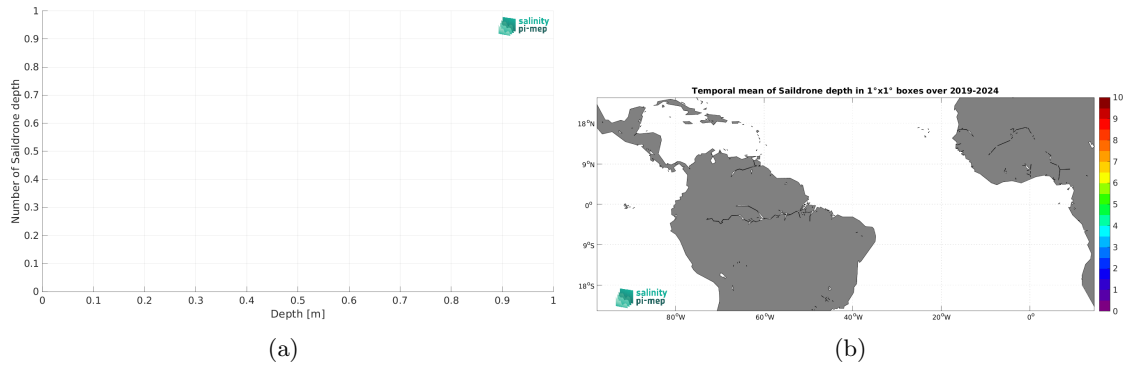 1
0.9
0.8
0.7
0.6
0.5
0.4
0.3
0.2
0.1
0
Number of Saildrone depth
0 0.1 0.2 0.3 0.4 0.5 0.6 0.7 0.8 0.9 1
Depth [m]
salinity
pi-mep
(a)
Temporal mean of Saildrone depth in 1°x1° boxes over 2019-2024
18°N
9°N
0°
9°S
18°S
80°W 60°W 40°W 20°W 0°
salinity
pi-mep
10
9
8
7
6
5
4
3
2
1
0
(b)